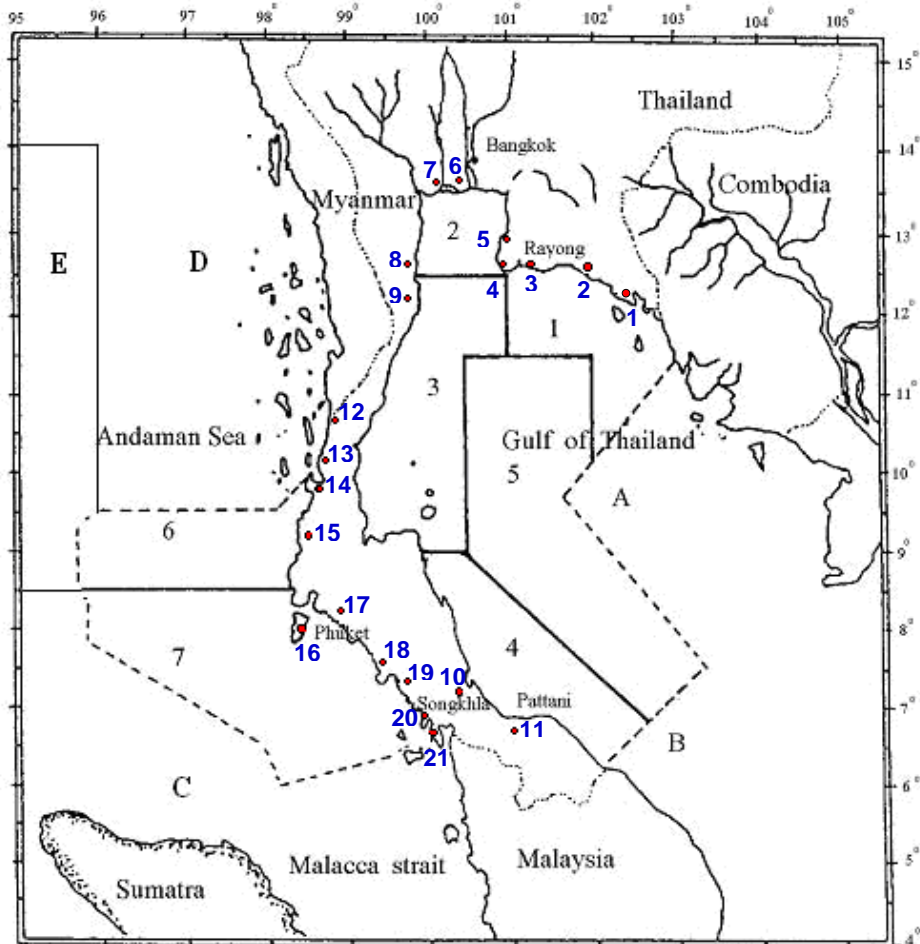 95 96 98° 99° 100° 101° 102° 103° 104° 105°
15°
Thailand
14°
Bangkok
7 6
Combodia
Myanmar
13°
2
5
E D
Rayong
8
4 3 2
9
1
12°
1
3
11°
12
Andaman Sea
Gulf of Thailand
13
10°
5
14
A
6
15
9°
17
8°
Phuket
16
4
7
18
19 10
Songkhla Pattani
7°
20
11
B
21
C
6°
5°
Malacca strait Malaysia
Sumatra
4°